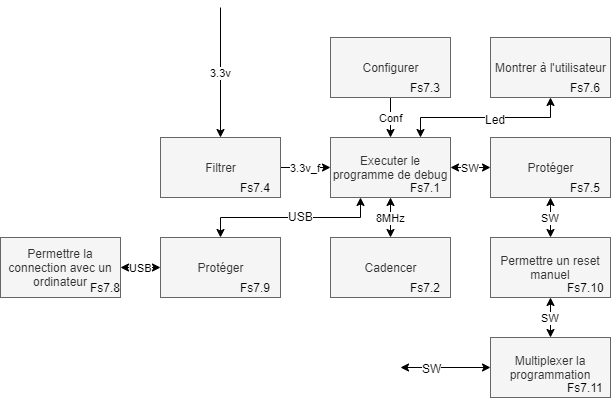 3.3v
Configurer
Fs7.3
Montrer à l'utilisateur
Fs7.6
Conf
Led
Filtrer
Fs7.4
3.3v_f
Executer le
programme de debug
Fs7.1
SW
Protéger
Fs7.5
USB
8MHz
SW
Permettre la
connection avec un
ordinateur
Fs7.8
USB
Protéger
Fs7.9
Cadencer
Fs7.2
Permettre un reset
manuel
Fs7.10
SW
SW
Multiplexer la
programmation
Fs7.11